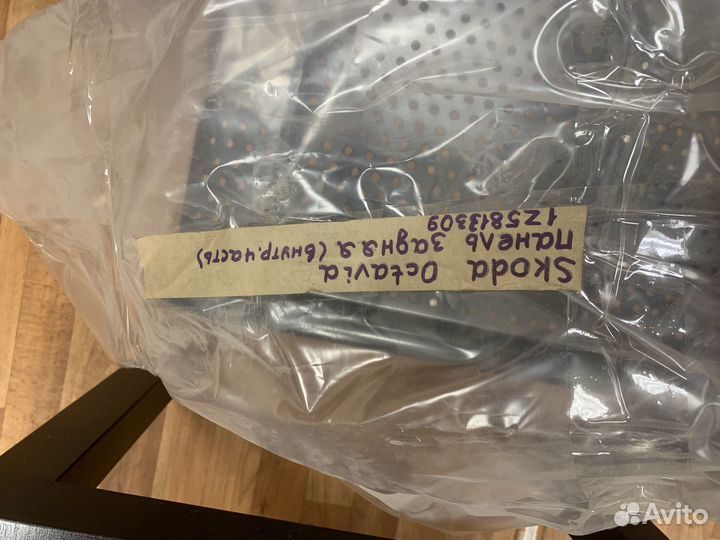 Skoda Octavia
Панель задняя (внутр. часть)
1Z5813309
Avito